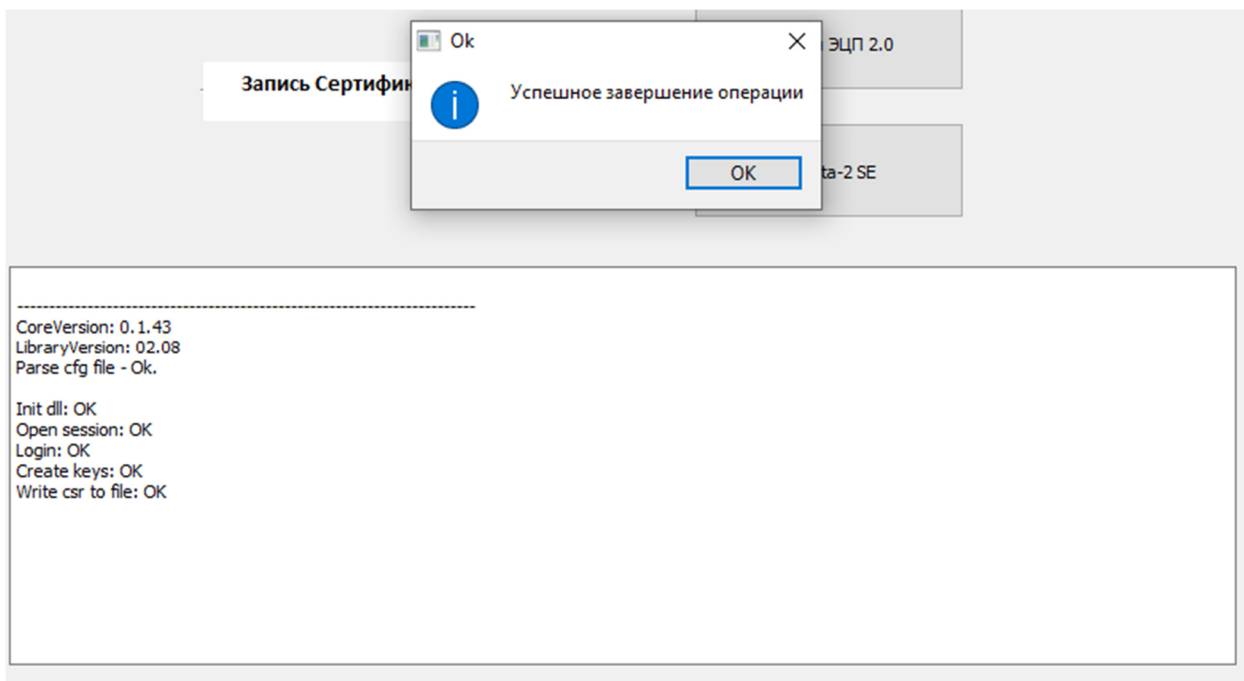 Ok
ЭЦП 2.0
Запись
Успешное завершение операции
OK
-2 SE
CoreVersion: 0.1.43
LibraryVersion: 02.08
Parse cfg file - Ok.
Init dll: OK
Open session: OK
Login: OK
Create keys: OK
Write csr to file: OK